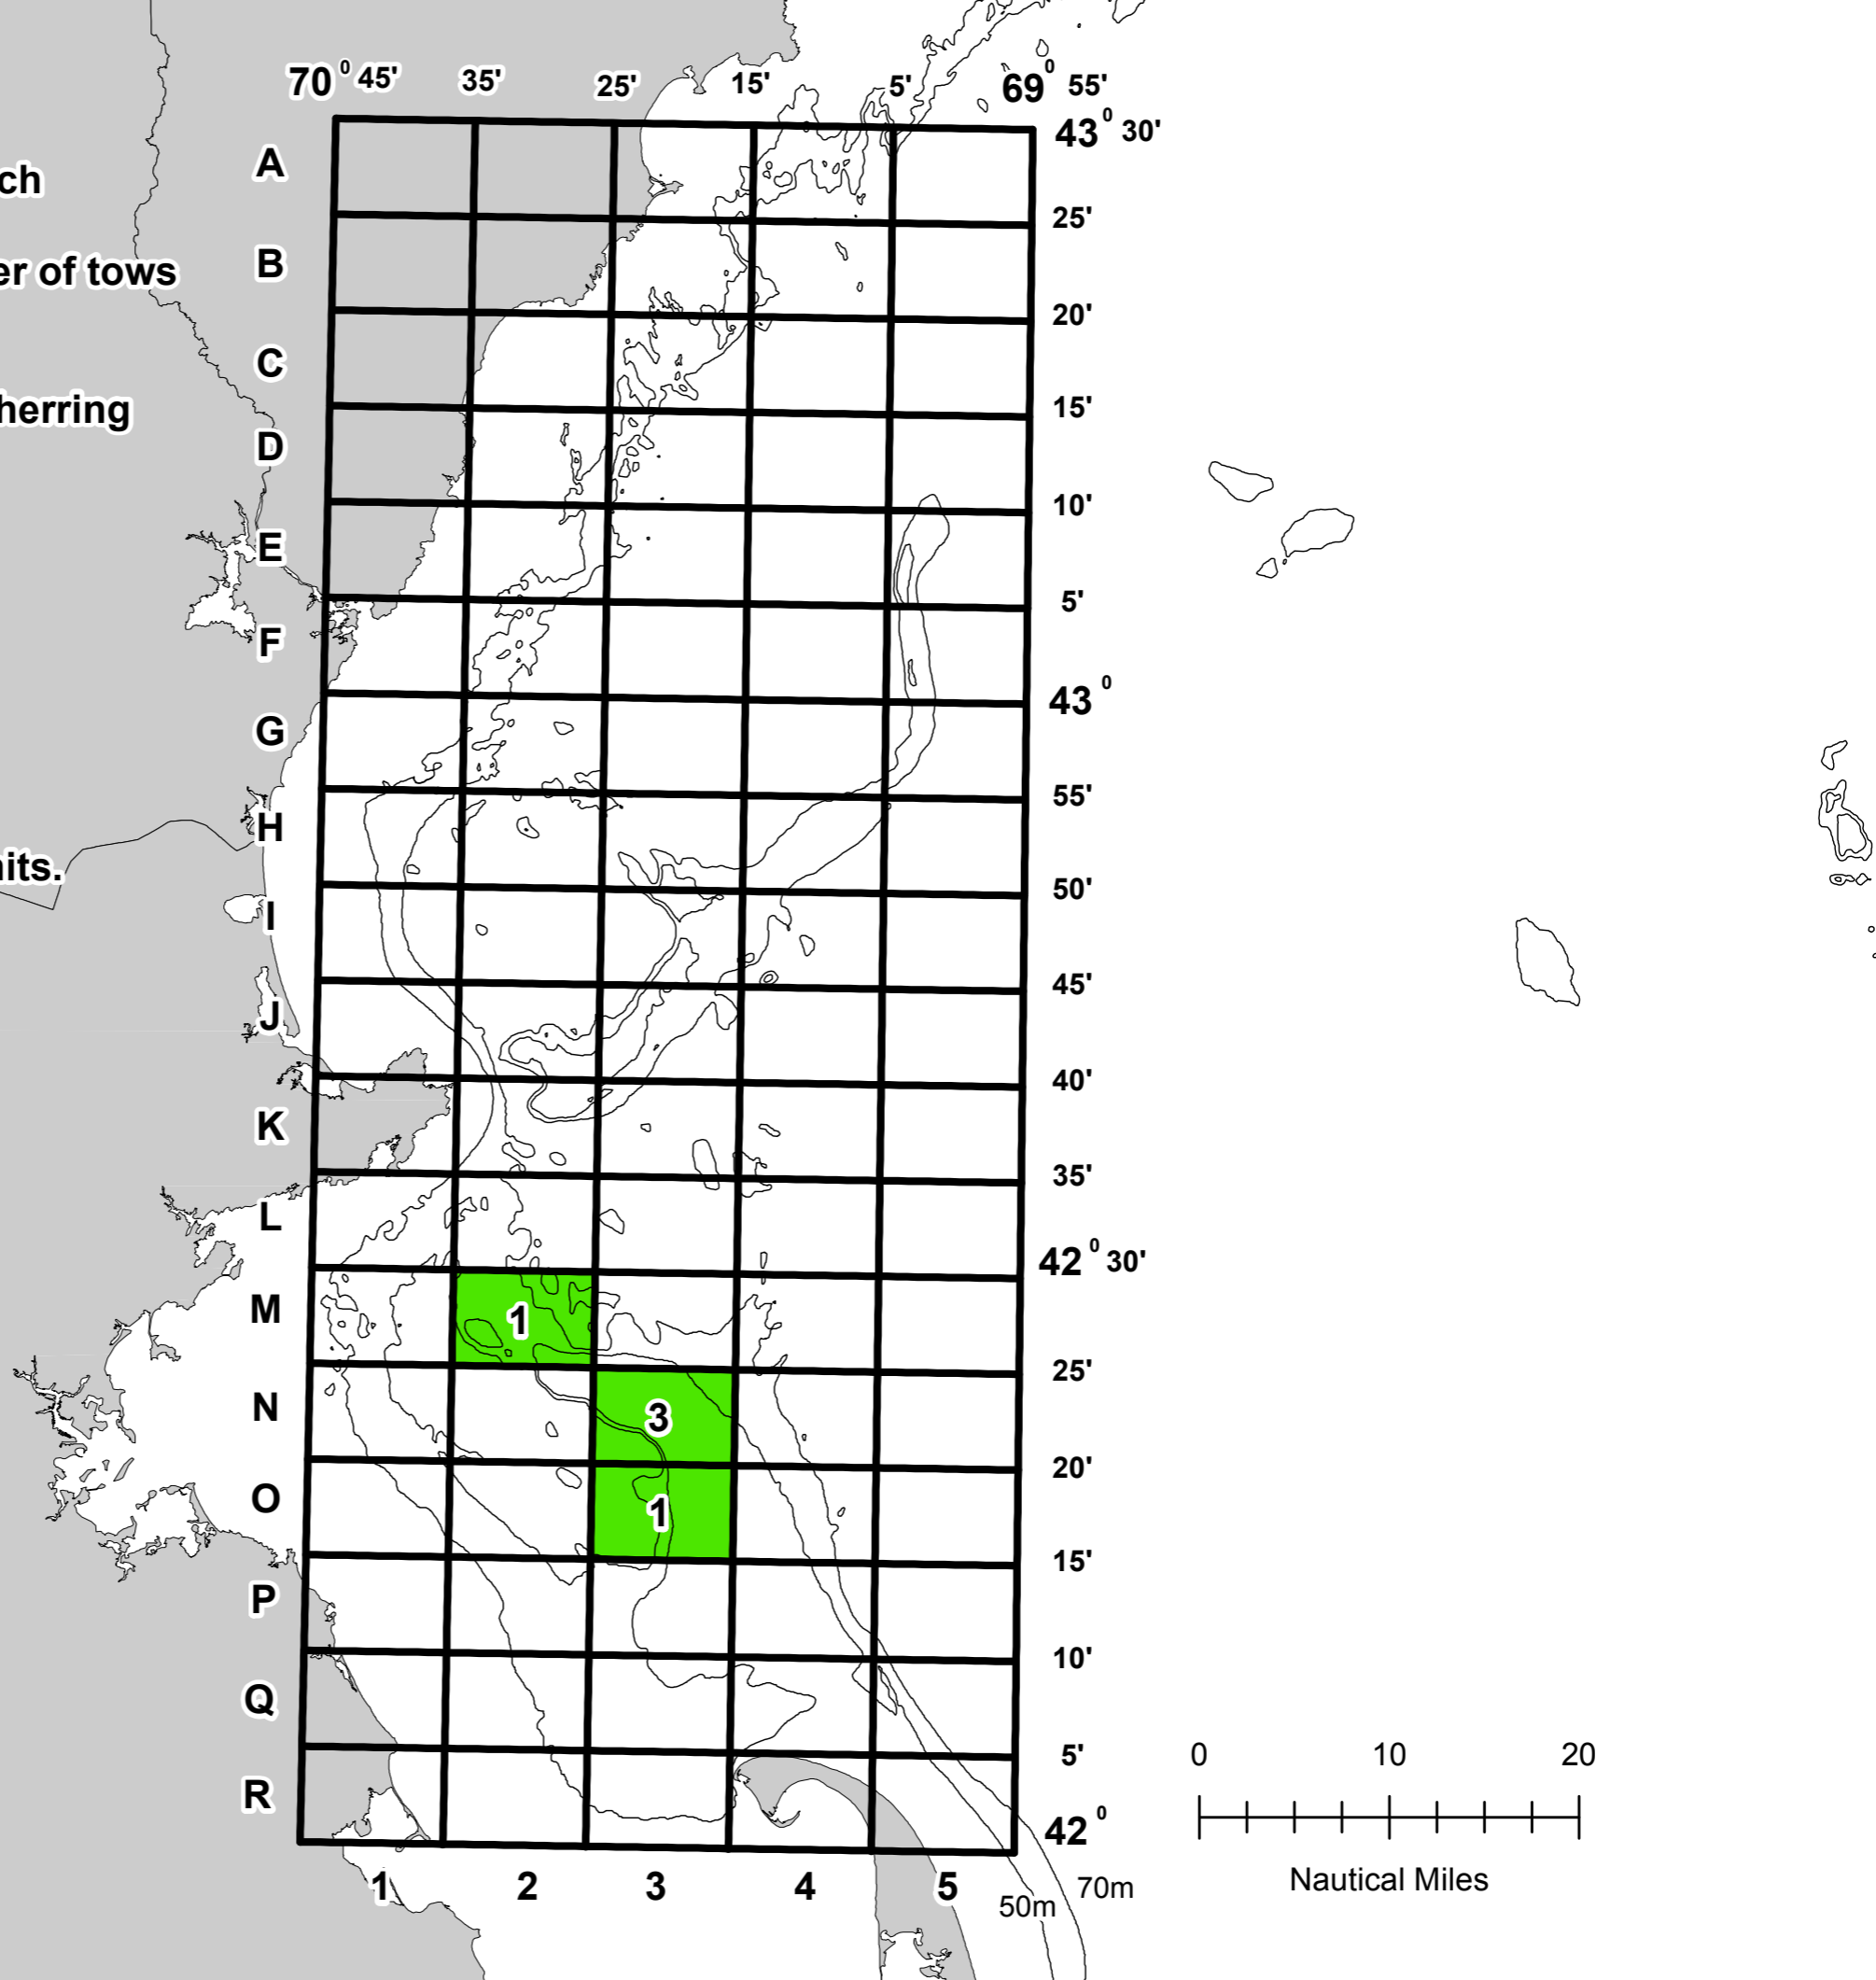 70 0 45' 35' 25' 15' 5' 69 0 55'
43 0 30'
A
ch
25'
B
er of tows
20'
C
15'
herring
D
10'
E
5'
F
43 0
G
55'
H
its.
50'
I
45'
J
40'
K
35'
L
42 0 30'
M
1
25'
N
3
20'
O
1
15'
P
10'
Q
5'
R
42 0
0 10 20
Nautical Miles
1 2 3 4 5
50m
70m